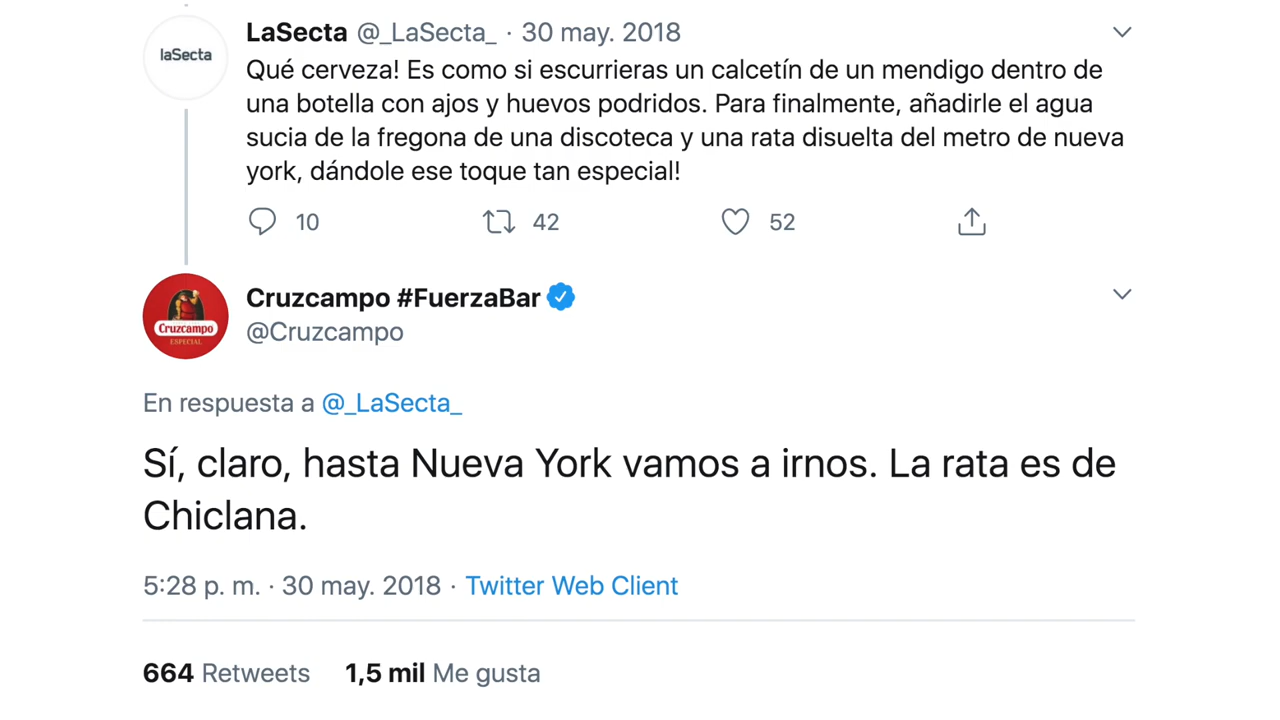 laSecta
LaSecta @_LaSecta_ · 30 may. 2018
Qué cerveza! Es como si escurrieras un calcetín de un mendigo dentro de
una botella con ajos y huevos podridos. Para finalmente, añadirle el agua
sucia de la fregona de una discoteca y una rata disuelta del metro de nueva
york, dándole ese toque tan especial!
10 42 52
Cruzcampo #FuerzaBar
@Cruzcampo
Cruzcampo
ESPECIAL
En respuesta a @_LaSecta_
Sí, claro, hasta Nueva York vamos a irnos. La rata es de
Chiclana.
5:28 p. m. · 30 may. 2018 · Twitter Web Client
664 Retweets 1,5 mil Me gusta